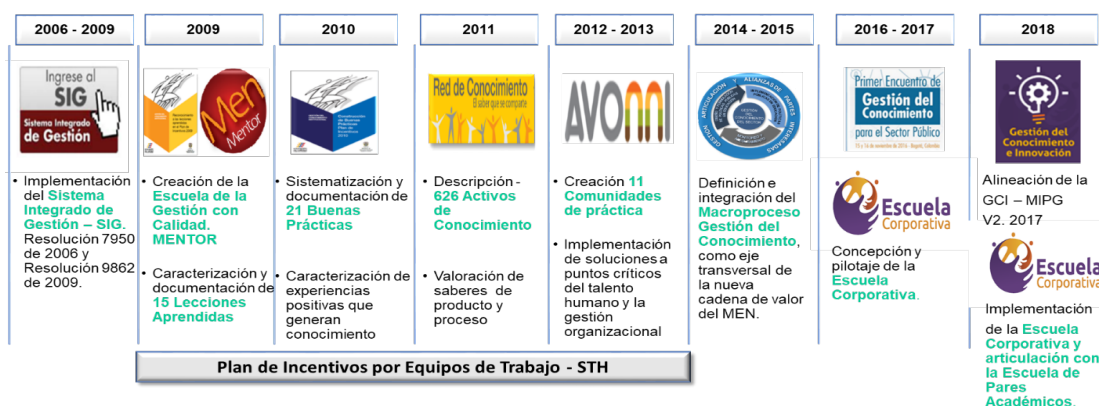 2006 - 2009
2009
2010
2011
2012 - 2013
2014 - 2015
2016 - 2017
2018
Ingrese al
SIG
Sistema Integrado
de Gestión
• Implementación
del Sistema
Integrado de
Gestión – SIG.
Resolución 7950
de 2006 y
Resolución 9862
de 2009.
Men
Mentor
• Creación de la
Escuela de la
Gestión con
Calidad.
MENTOR
• Caracterización y
documentación de
15 Lecciones
Aprendidas
• Sistematización y
documentación de
21 Buenas
Prácticas
• Caracterización de
experiencias
positivas que
generan
conocimiento
Red de Conocimiento
El saber que se comparte
• Descripción -
626 Activos
de
Conocimiento
• Valoración de
saberes de
producto y
proceso
AVOMMI
• Creación 11
Comunidades
de práctica
• Implementación
de soluciones a
puntos críticos
del talento
humano y la
gestión
organizacional
GESTIÓN ARTICULACIÓN Y ALIANZAS DE PARTES INTERESADAS
Definición e
integración del
Macroproceso
Gestión del
Conocimiento,
como eje
transversal de
la nueva
cadena de valor
del MEN.
Primer Encuentro de
Gestión del
Conocimiento
para el Sector Público
Escuela
Corporativa
Concepción y
pilotaje de la
Escuela
Corporativa.
Gestión del
Conocimiento
e Innovación
Alineación de la
GCI – MIPG
V2. 2017
Escuela
Corporativa
Implementación
de la Escuela
Corporativa y
articulación con
la Escuela de
Pares
Académicos.
Plan de Incentivos por Equipos de Trabajo - STH